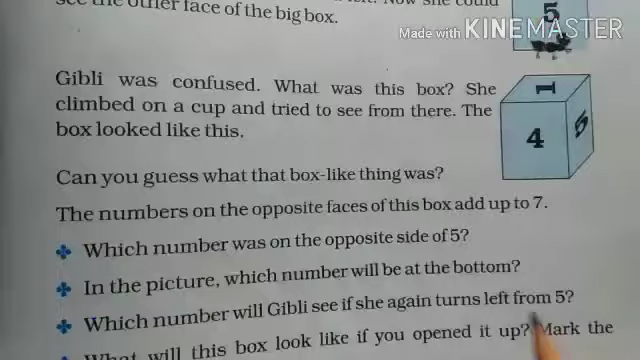 see the other face of the big box.
5
Made with KINEMASTER
Gibli was confused. What was this box? She
climbed on a cup and tried to see from there. The
box looked like this.
1
4
5
Can you guess what that box-like thing was?
The numbers on the opposite faces of this box add up to 7.
Which number was on the opposite side of 5?
In the picture, which number will be at the bottom?
Which number will Gibli see if she again turns left from 5?
What will this box look like if you opened it up? Mark the